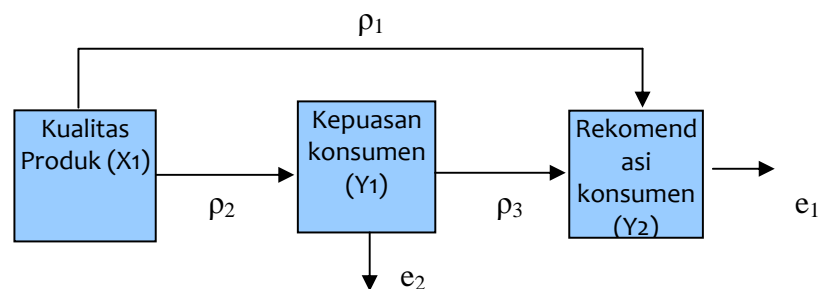 ρ₁
Kualitas
Produk (X1)
ρ₂
Kepuasan
konsumen
(Y1)
e₂
ρ₃
Rekomend
asi
konsumen
(Y2)
e₁